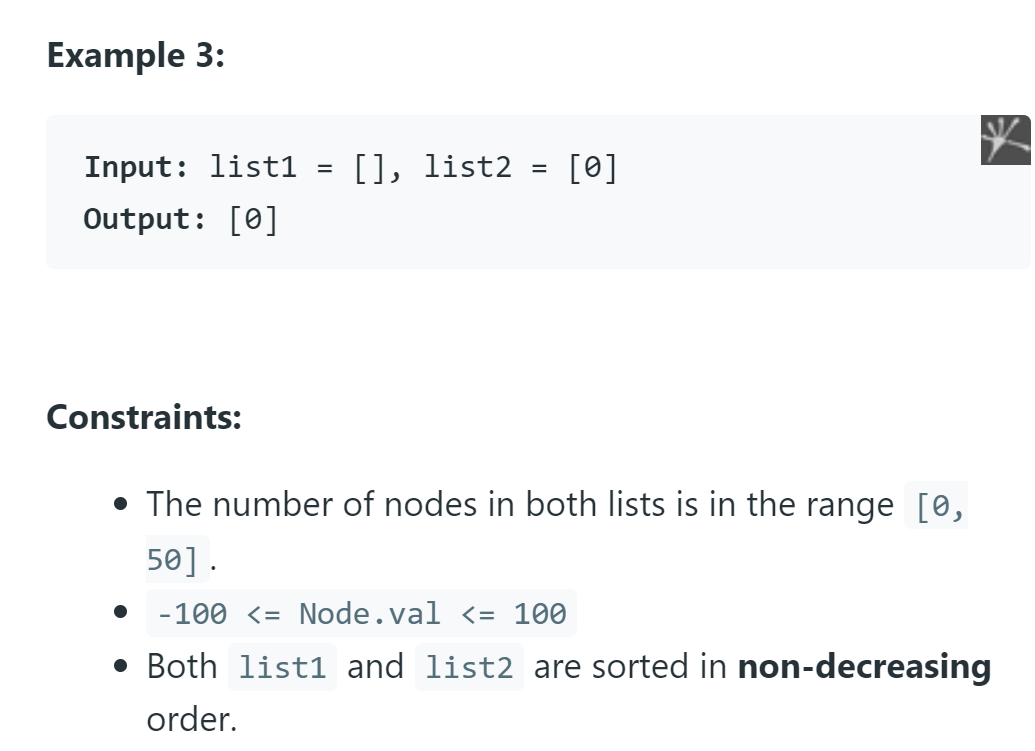 Example 3:
Input: list1 = [], list2 = [0]
Output: [0]
Constraints:
The number of nodes in both lists is in the range [0,
50].
-100 <= Node.val <= 100
Both list1 and list2 are sorted in non-decreasing
order.